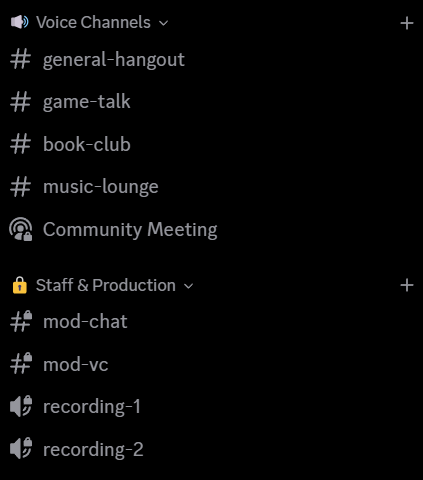 Voice Channels
general-hangout
game-talk
book-club
music-lounge
Community Meeting
Staff & Production
mod-chat
mod-vc
recording-1
recording-2